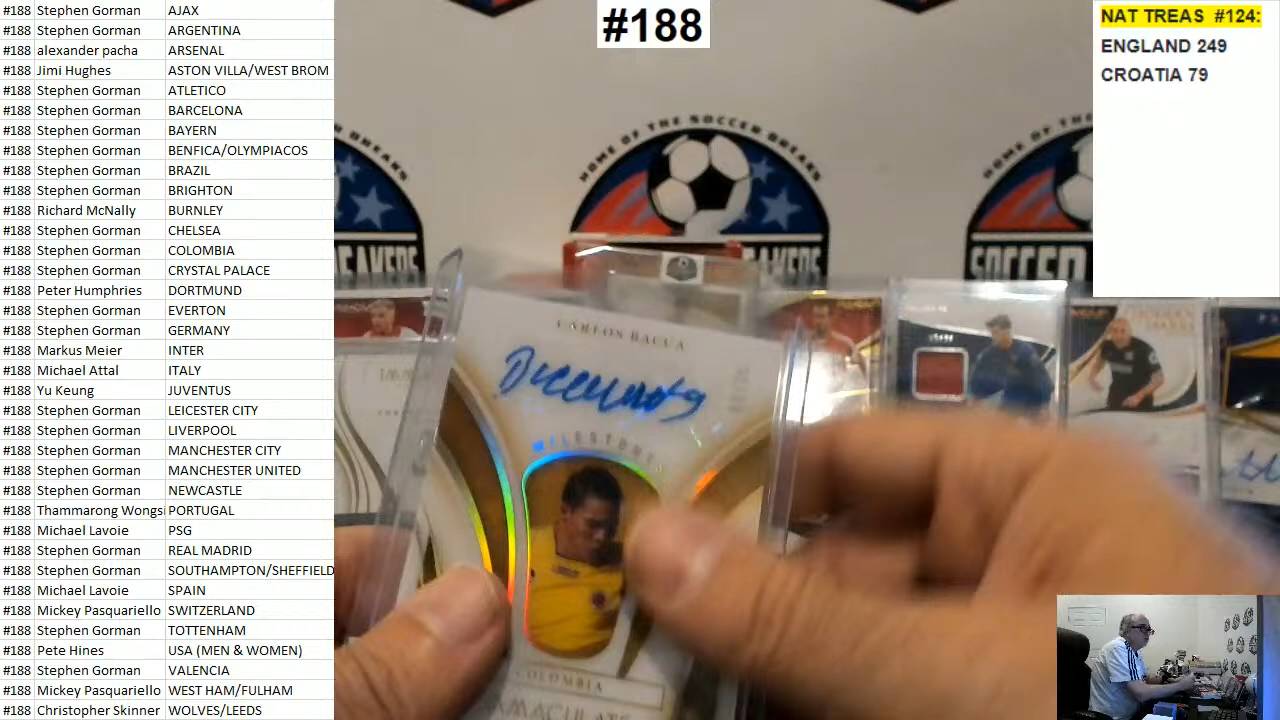 #188 Stephen Gorman AJAX
#188 Stephen Gorman ARGENTINA
#188 alexander pacha ARSENAL
#188 Jimi Hughes ASTON VILLA/WEST BROM
#188 Stephen Gorman ATLETICO
#188 Stephen Gorman BARCELONA
#188 Stephen Gorman BAYERN
#188 Stephen Gorman BENFICA/OLYMPIACOS
#188 Stephen Gorman BRAZIL
#188 Stephen Gorman BRIGHTON
#188 Richard McNally BURNLEY
#188 Stephen Gorman CHELSEA
#188 Stephen Gorman COLOMBIA
#188 Stephen Gorman CRYSTAL PALACE
#188 Peter Humphries DORTMUND
#188 Stephen Gorman EVERTON
#188 Stephen Gorman GERMANY
#188 Markus Meier INTER
#188 Michael Attal ITALY
#188 Yu Keung JUVENTUS
#188 Stephen Gorman LEICESTER CITY
#188 Stephen Gorman LIVERPOOL
#188 Stephen Gorman MANCHESTER CITY
#188 Stephen Gorman MANCHESTER UNITED
#188 Stephen Gorman NEWCASTLE
#188 Thammarong Wongsi PORTUGAL
#188 Michael Lavoie PSG
#188 Stephen Gorman REAL MADRID
#188 Stephen Gorman SOUTHAMPTON/SHEFFIELD
#188 Michael Lavoie SPAIN
#188 Mickey Pasquariello SWITZERLAND
#188 Stephen Gorman TOTTENHAM
#188 Pete Hines USA (MEN & WOMEN)
#188 Stephen Gorman VALENCIA
#188 Mickey Pasquariello WEST HAM/FULHAM
#188 Christopher Skinner WOLVES/LEEDS
#188
NAT TREAS #124:
ENGLAND 249
CROATIA 79
HOME OF THE SOCCER BREAKS
SOCCER
CARLOS BACCA
MILESTONE
COLOMBIA
IMMACULATE